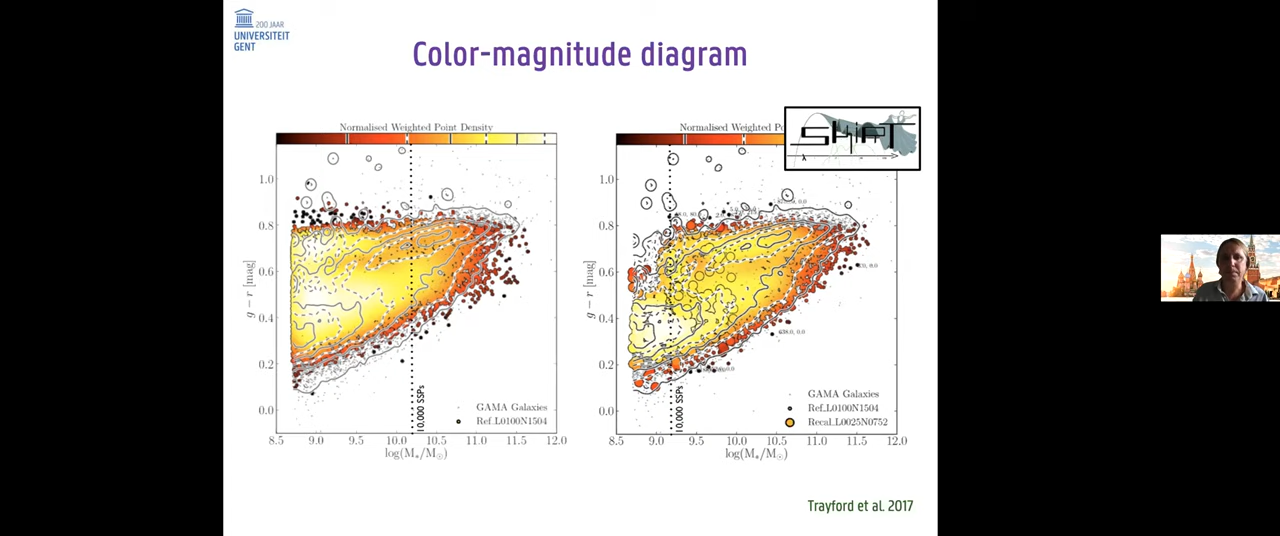 200 JAAR
UNIVERSITEIT
GENT
Color-magnitude diagram
Normalised Weighted Point Density
1.0
0.8
0.6
0.4
0.2
0.0
g − r [mag]
10,000 SSPs
GAMA Galaxies
Ref.L0100N1504
8.5 9.0 9.5 10.0 10.5 11.0 11.5 12.0
log(M*/M⊙)
Normalised Weighted
SKIRT
λ
1.0
0.8
0.6
0.4
0.2
0.0
g − r [mag]
638.0, 0.0
10,000 SSPs
GAMA Galaxies
Ref.L0100N1504
Recal.L0025N0752
8.5 9.0 9.5 10.0 10.5 11.0 11.5 12.0
log(M*/M⊙)
Trayford et al. 2017